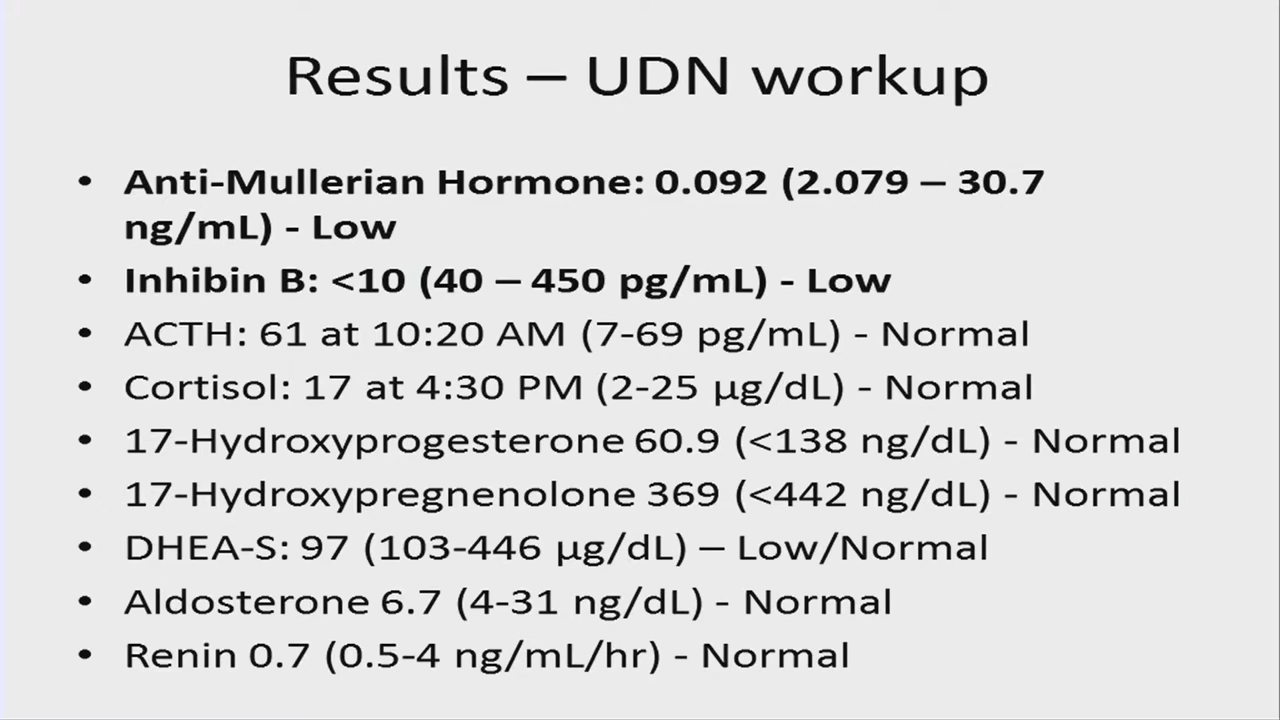 Results – UDN workup
• Anti-Mullerian Hormone: 0.092 (2.079 – 30.7
ng/mL) - Low
• Inhibin B: <10 (40 – 450 pg/mL) - Low
• ACTH: 61 at 10:20 AM (7-69 pg/mL) - Normal
• Cortisol: 17 at 4:30 PM (2-25 µg/dL) - Normal
• 17-Hydroxyprogesterone 60.9 (<138 ng/dL) - Normal
• 17-Hydroxypregnenolone 369 (<442 ng/dL) - Normal
• DHEA-S: 97 (103-446 µg/dL) – Low/Normal
• Aldosterone 6.7 (4-31 ng/dL) - Normal
• Renin 0.7 (0.5-4 ng/mL/hr) - Normal